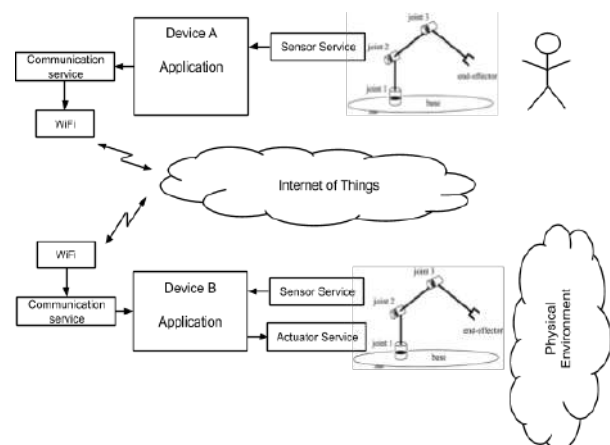 Device A
Application
Sensor Service
Communication
service
WiFi
joint 3
joint 2
joint 1
end-effector
base
Internet of Things
WiFi
Communication
service
Device B
Application
Sensor Service
Actuator Service
joint 3
joint 2
joint 1
end-effector
base
Physical
Environment